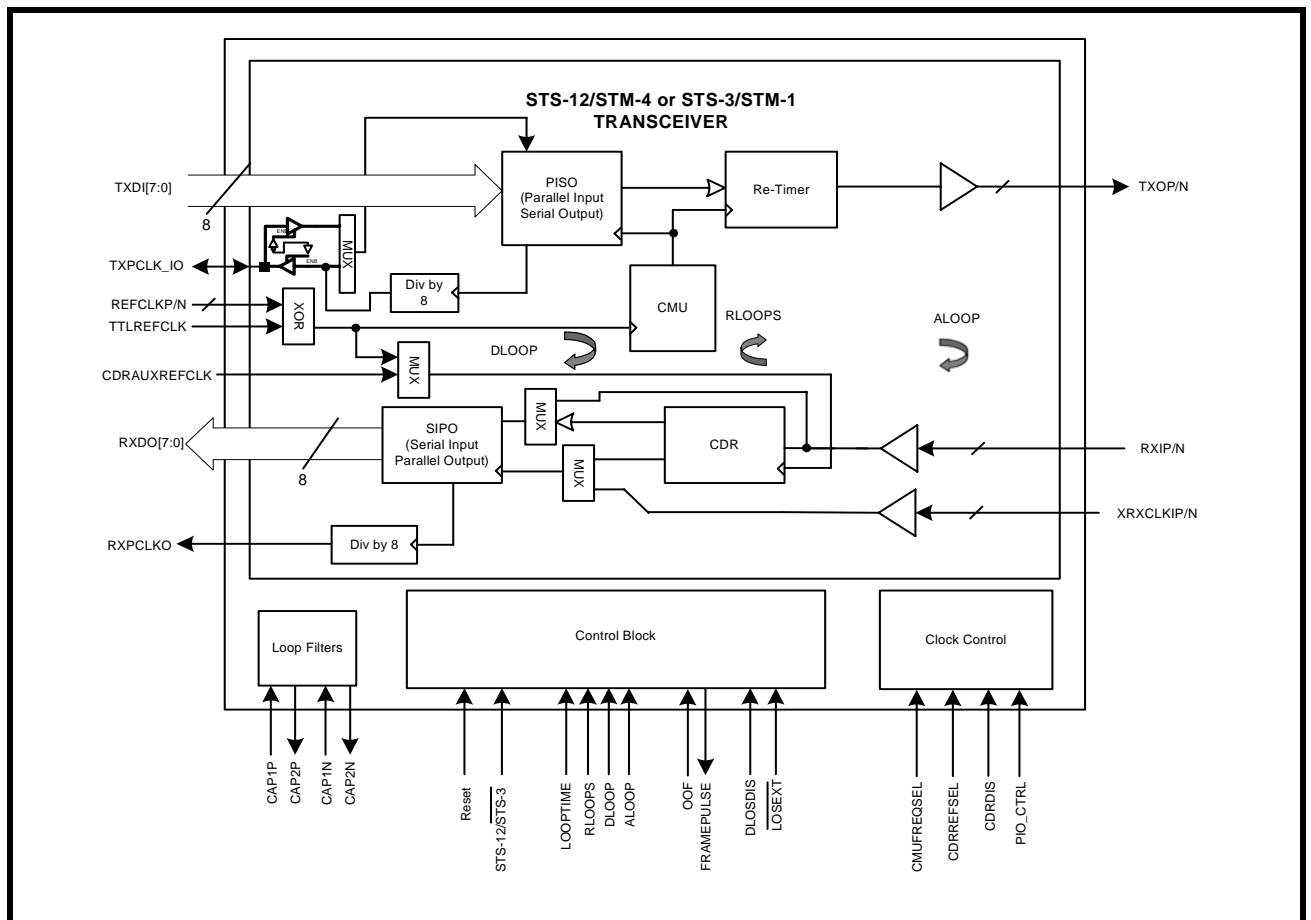 STS-12/STM-4 or STS-3/STM-1
TRANSCEIVER
TXDI[7:0]
8
PISO
(Parallel Input
Serial Output)
Re-Timer
TXOP/N
ENB
MUX
ENB
TXPCLK_IO
Div by
8
CMU
REFCLKP/N
TTLREFCLK
XOR
DLOOP
RLOOPS
ALOOP
CDRAUXREFCLK
MUX
RXDO[7:0]
8
SIPO
(Serial Input
Parallel Output)
MUX
MUX
CDR
RXIP/N
XRXCLKIP/N
RXPCLKO
Div by 8
Loop Filters
Control Block
Clock Control
CAP1P
CAP2P
CAP1N
CAP2N
Reset
STS-12/STS-3
LOOPTIME
RLOOPS
DLOOP
ALOOP
OOF
FRAMEPULSE
DLOSDIS
LOSEXT
CMUFREQSEL
CDRREFSEL
CDRDIS
PIO_CTRL